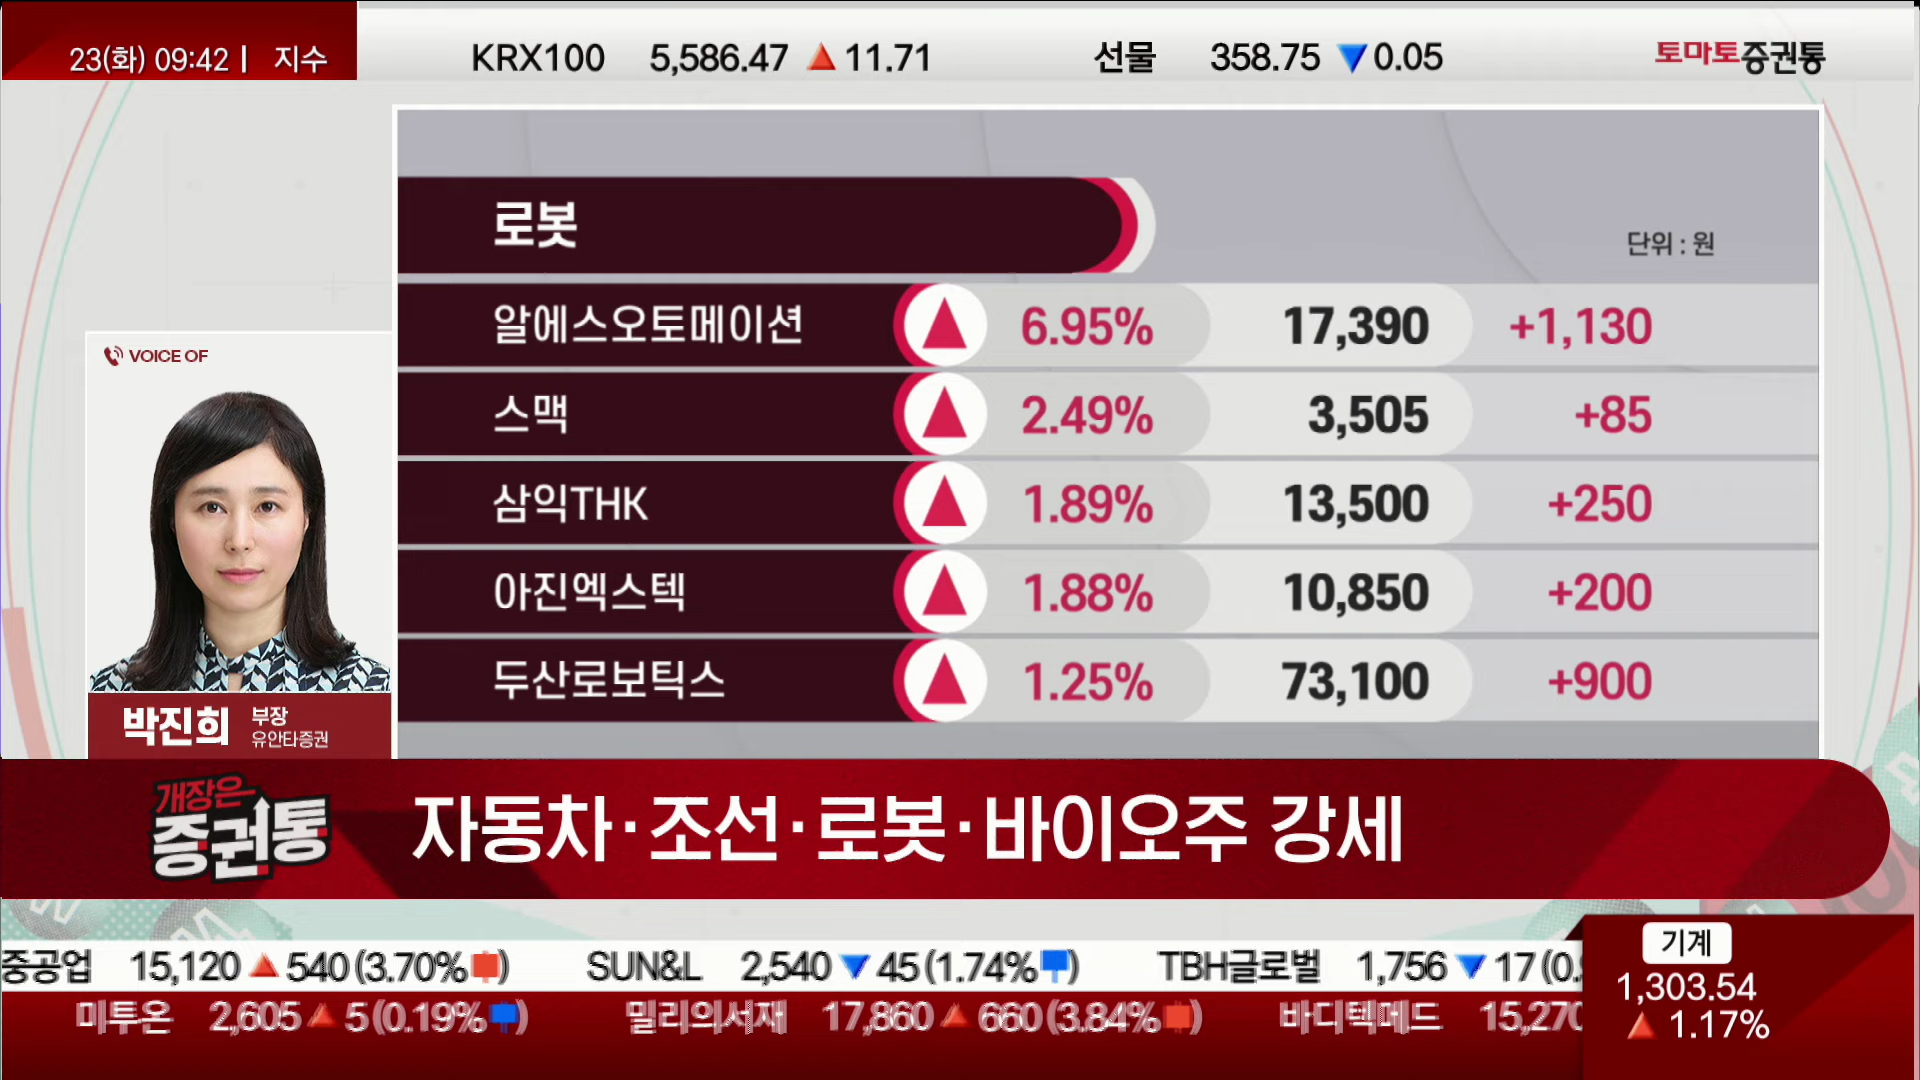 23(화) 09:42 | 지수
KRX100 5,586.47 ▲ 11.71 선물 358.75 ▼ 0.05
토마토증권통
로봇
단위 : 원
알에스오토메이션 ▲ 6.95% 17,390 +1,130
스맥 ▲ 2.49% 3,505 +85
삼익THK ▲ 1.89% 13,500 +250
아진엑스텍 ▲ 1.88% 10,850 +200
두산로보틱스 ▲ 1.25% 73,100 +900
VOICE OF
박진희 부장
유안타증권
개장은
증권통
자동차·조선·로봇·바이오주 강세
중공업 15,120 ▲ 540 (3.70%) SUN&L 2,540 ▼ 45 (1.74%) TBH글로벌 1,756 ▼ 17 (0.
미투온 2,605 ▲ 5 (0.19%) 밀리의서재 17,860 ▲ 660 (3.84%) 바디텍메드 15,270
기계
1,303.54
▲ 1.17%